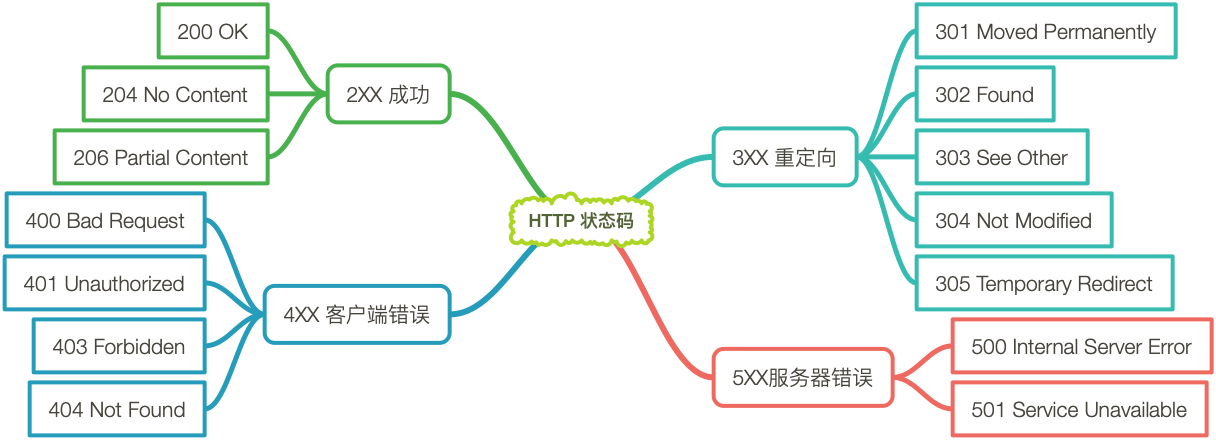 HTTP 状态码
2XX 成功
200 OK
204 No Content
206 Partial Content
3XX 重定向
301 Moved Permanently
302 Found
303 See Other
304 Not Modified
305 Temporary Redirect
4XX 客户端错误
400 Bad Request
401 Unauthorized
403 Forbidden
404 Not Found
5XX服务器错误
500 Internal Server Error
501 Service Unavailable